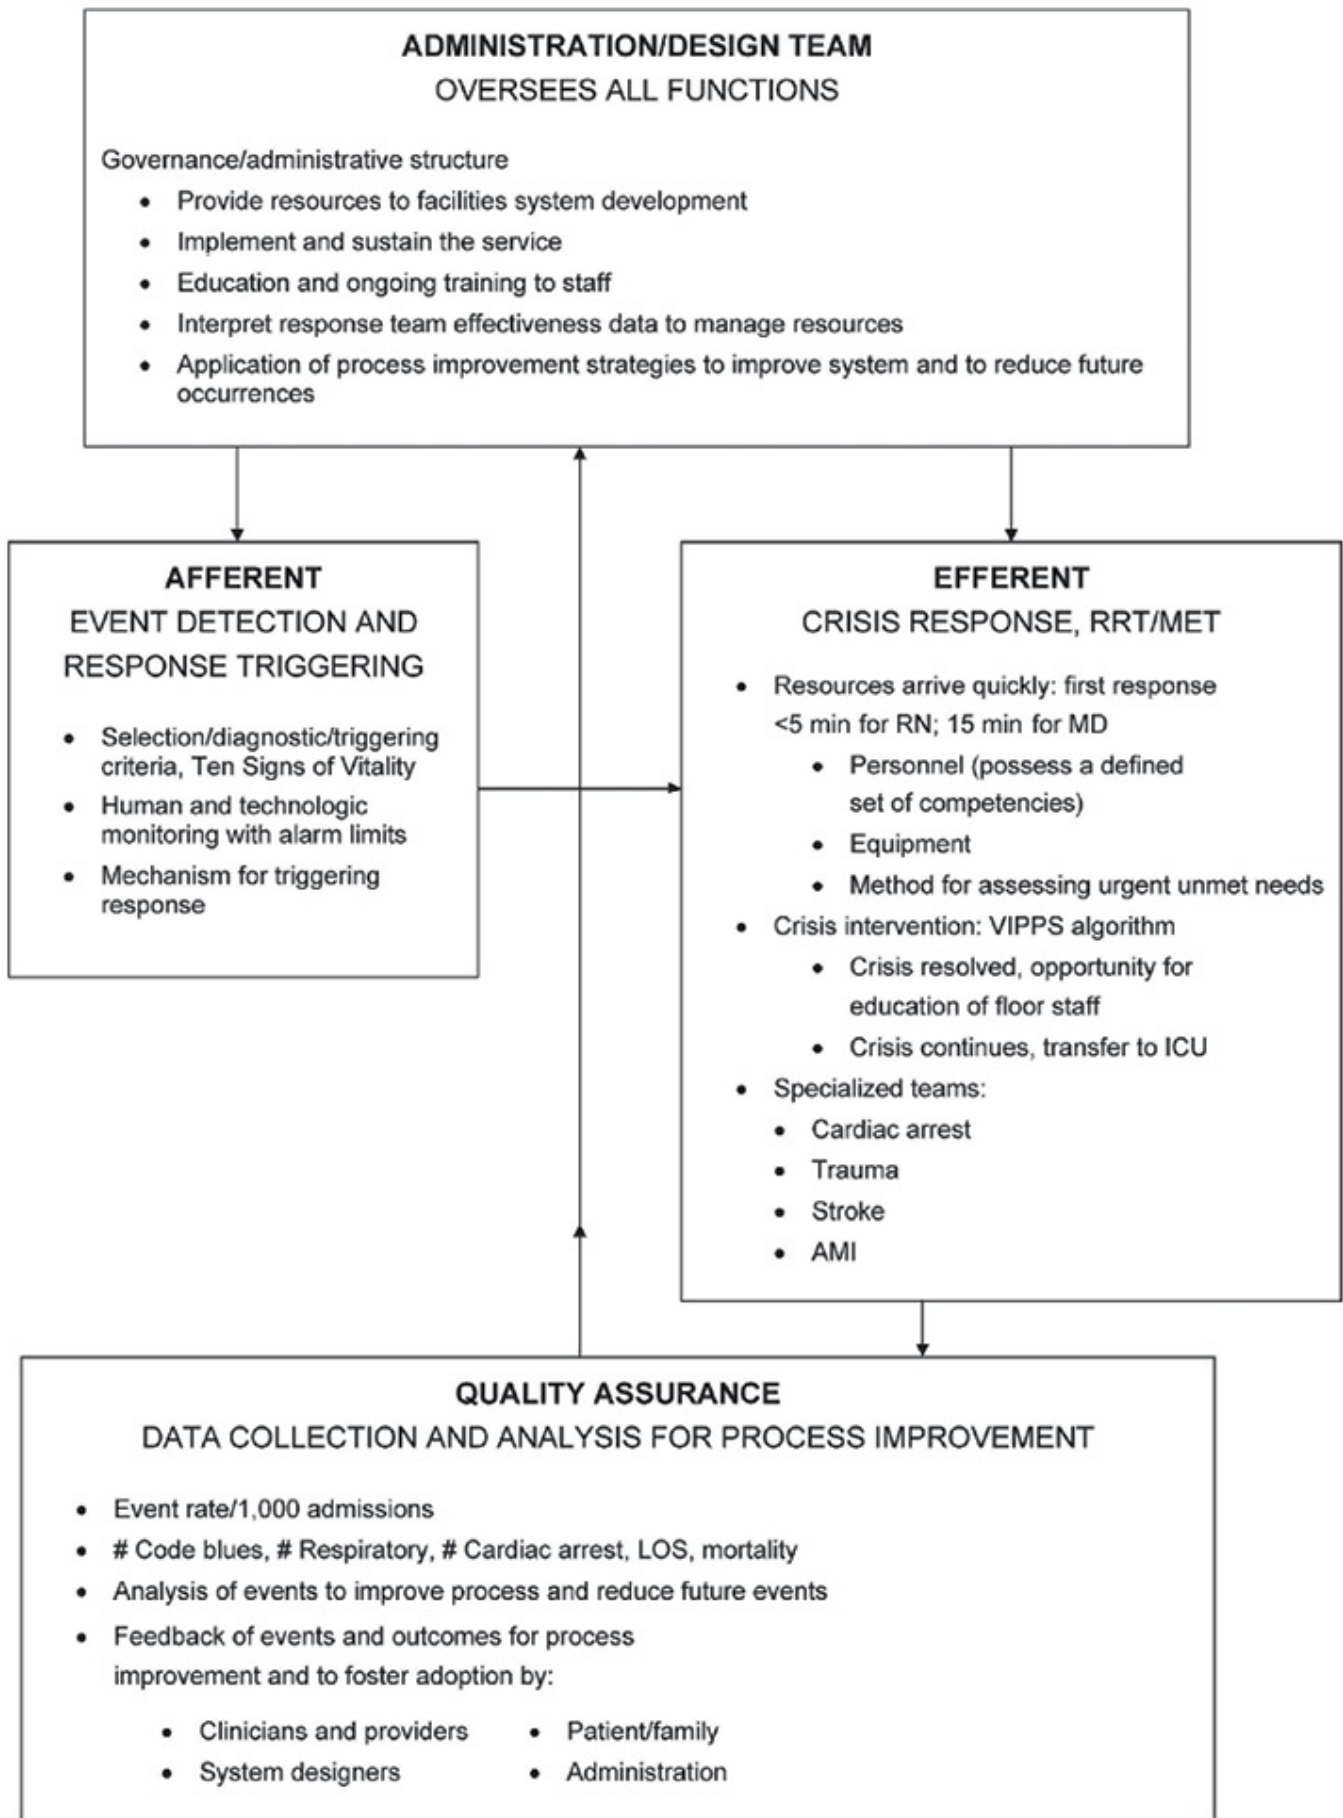 ADMINISTRATION/DESIGN TEAM
OVERSEES ALL FUNCTIONS
Governance/administrative structure
• Provide resources to facilities system development
• Implement and sustain the service
• Education and ongoing training to staff
• Interpret response team effectiveness data to manage resources
• Application of process improvement strategies to improve system and to reduce future
occurrences
AFFERENT
EVENT DETECTION AND
RESPONSE TRIGGERING
• Selection/diagnostic/triggering
criteria, Ten Signs of Vitality
• Human and technologic
monitoring with alarm limits
• Mechanism for triggering
response
EFFERENT
CRISIS RESPONSE, RRT/MET
• Resources arrive quickly: first response
<5 min for RN; 15 min for MD
• Personnel (possess a defined
set of competencies)
• Equipment
• Method for assessing urgent unmet needs
• Crisis intervention: VIPPS algorithm
• Crisis resolved, opportunity for
education of floor staff
• Crisis continues, transfer to ICU
• Specialized teams:
• Cardiac arrest
• Trauma
• Stroke
• AMI
QUALITY ASSURANCE
DATA COLLECTION AND ANALYSIS FOR PROCESS IMPROVEMENT
• Event rate/1,000 admissions
• # Code blues, # Respiratory, # Cardiac arrest, LOS, mortality
• Analysis of events to improve process and reduce future events
• Feedback of events and outcomes for process
improvement and to foster adoption by:
• Clinicians and providers • Patient/family
• System designers • Administration